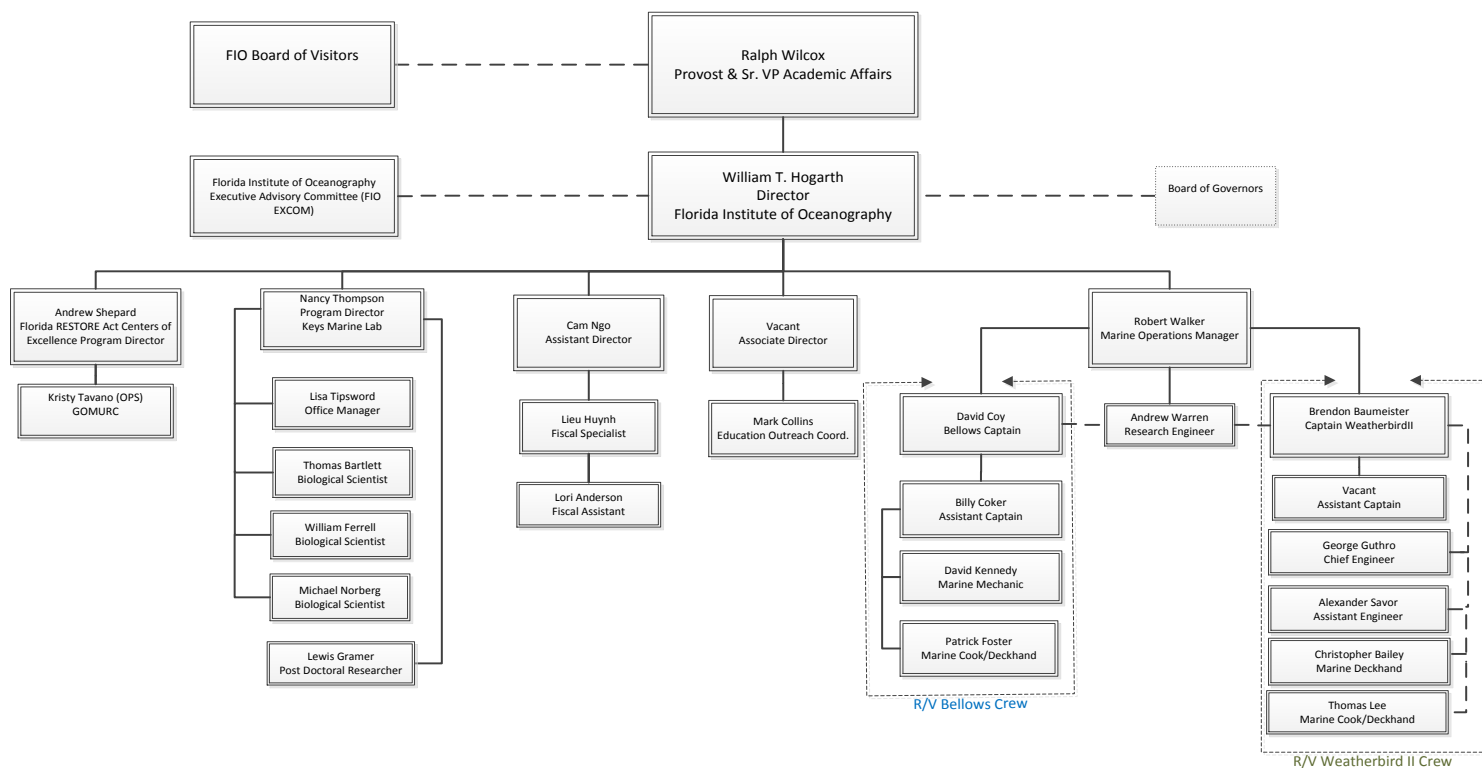 FIO Board of Visitors
Ralph Wilcox
Provost & Sr. VP Academic Affairs
Florida Institute of Oceanography
Executive Advisory Committee (FIO
EXCOM)
William T. Hogarth
Director
Florida Institute of Oceanography
Board of Governors
Andrew Shepard
Florida RESTORE Act Centers of
Excellence Program Director
Kristy Tavano (OPS)
GOMURC
Nancy Thompson
Program Director
Keys Marine Lab
Lisa Tipsword
Office Manager
Thomas Bartlett
Biological Scientist
William Ferrell
Biological Scientist
Michael Norberg
Biological Scientist
Lewis Gramer
Post Doctoral Researcher
Cam Ngo
Assistant Director
Lieu Huynh
Fiscal Specialist
Lori Anderson
Fiscal Assistant
Vacant
Associate Director
Mark Collins
Education Outreach Coord.
Robert Walker
Marine Operations Manager
David Coy
Bellows Captain
Andrew Warren
Research Engineer
Brendon Baumeister
Captain WeatherbirdII
Billy Coker
Assistant Captain
David Kennedy
Marine Mechanic
Patrick Foster
Marine Cook/Deckhand
R/V Bellows Crew
Vacant
Assistant Captain
George Guthro
Chief Engineer
Alexander Savor
Assistant Engineer
Christopher Bailey
Marine Deckhand
Thomas Lee
Marine Cook/Deckhand
R/V Weatherbird II Crew